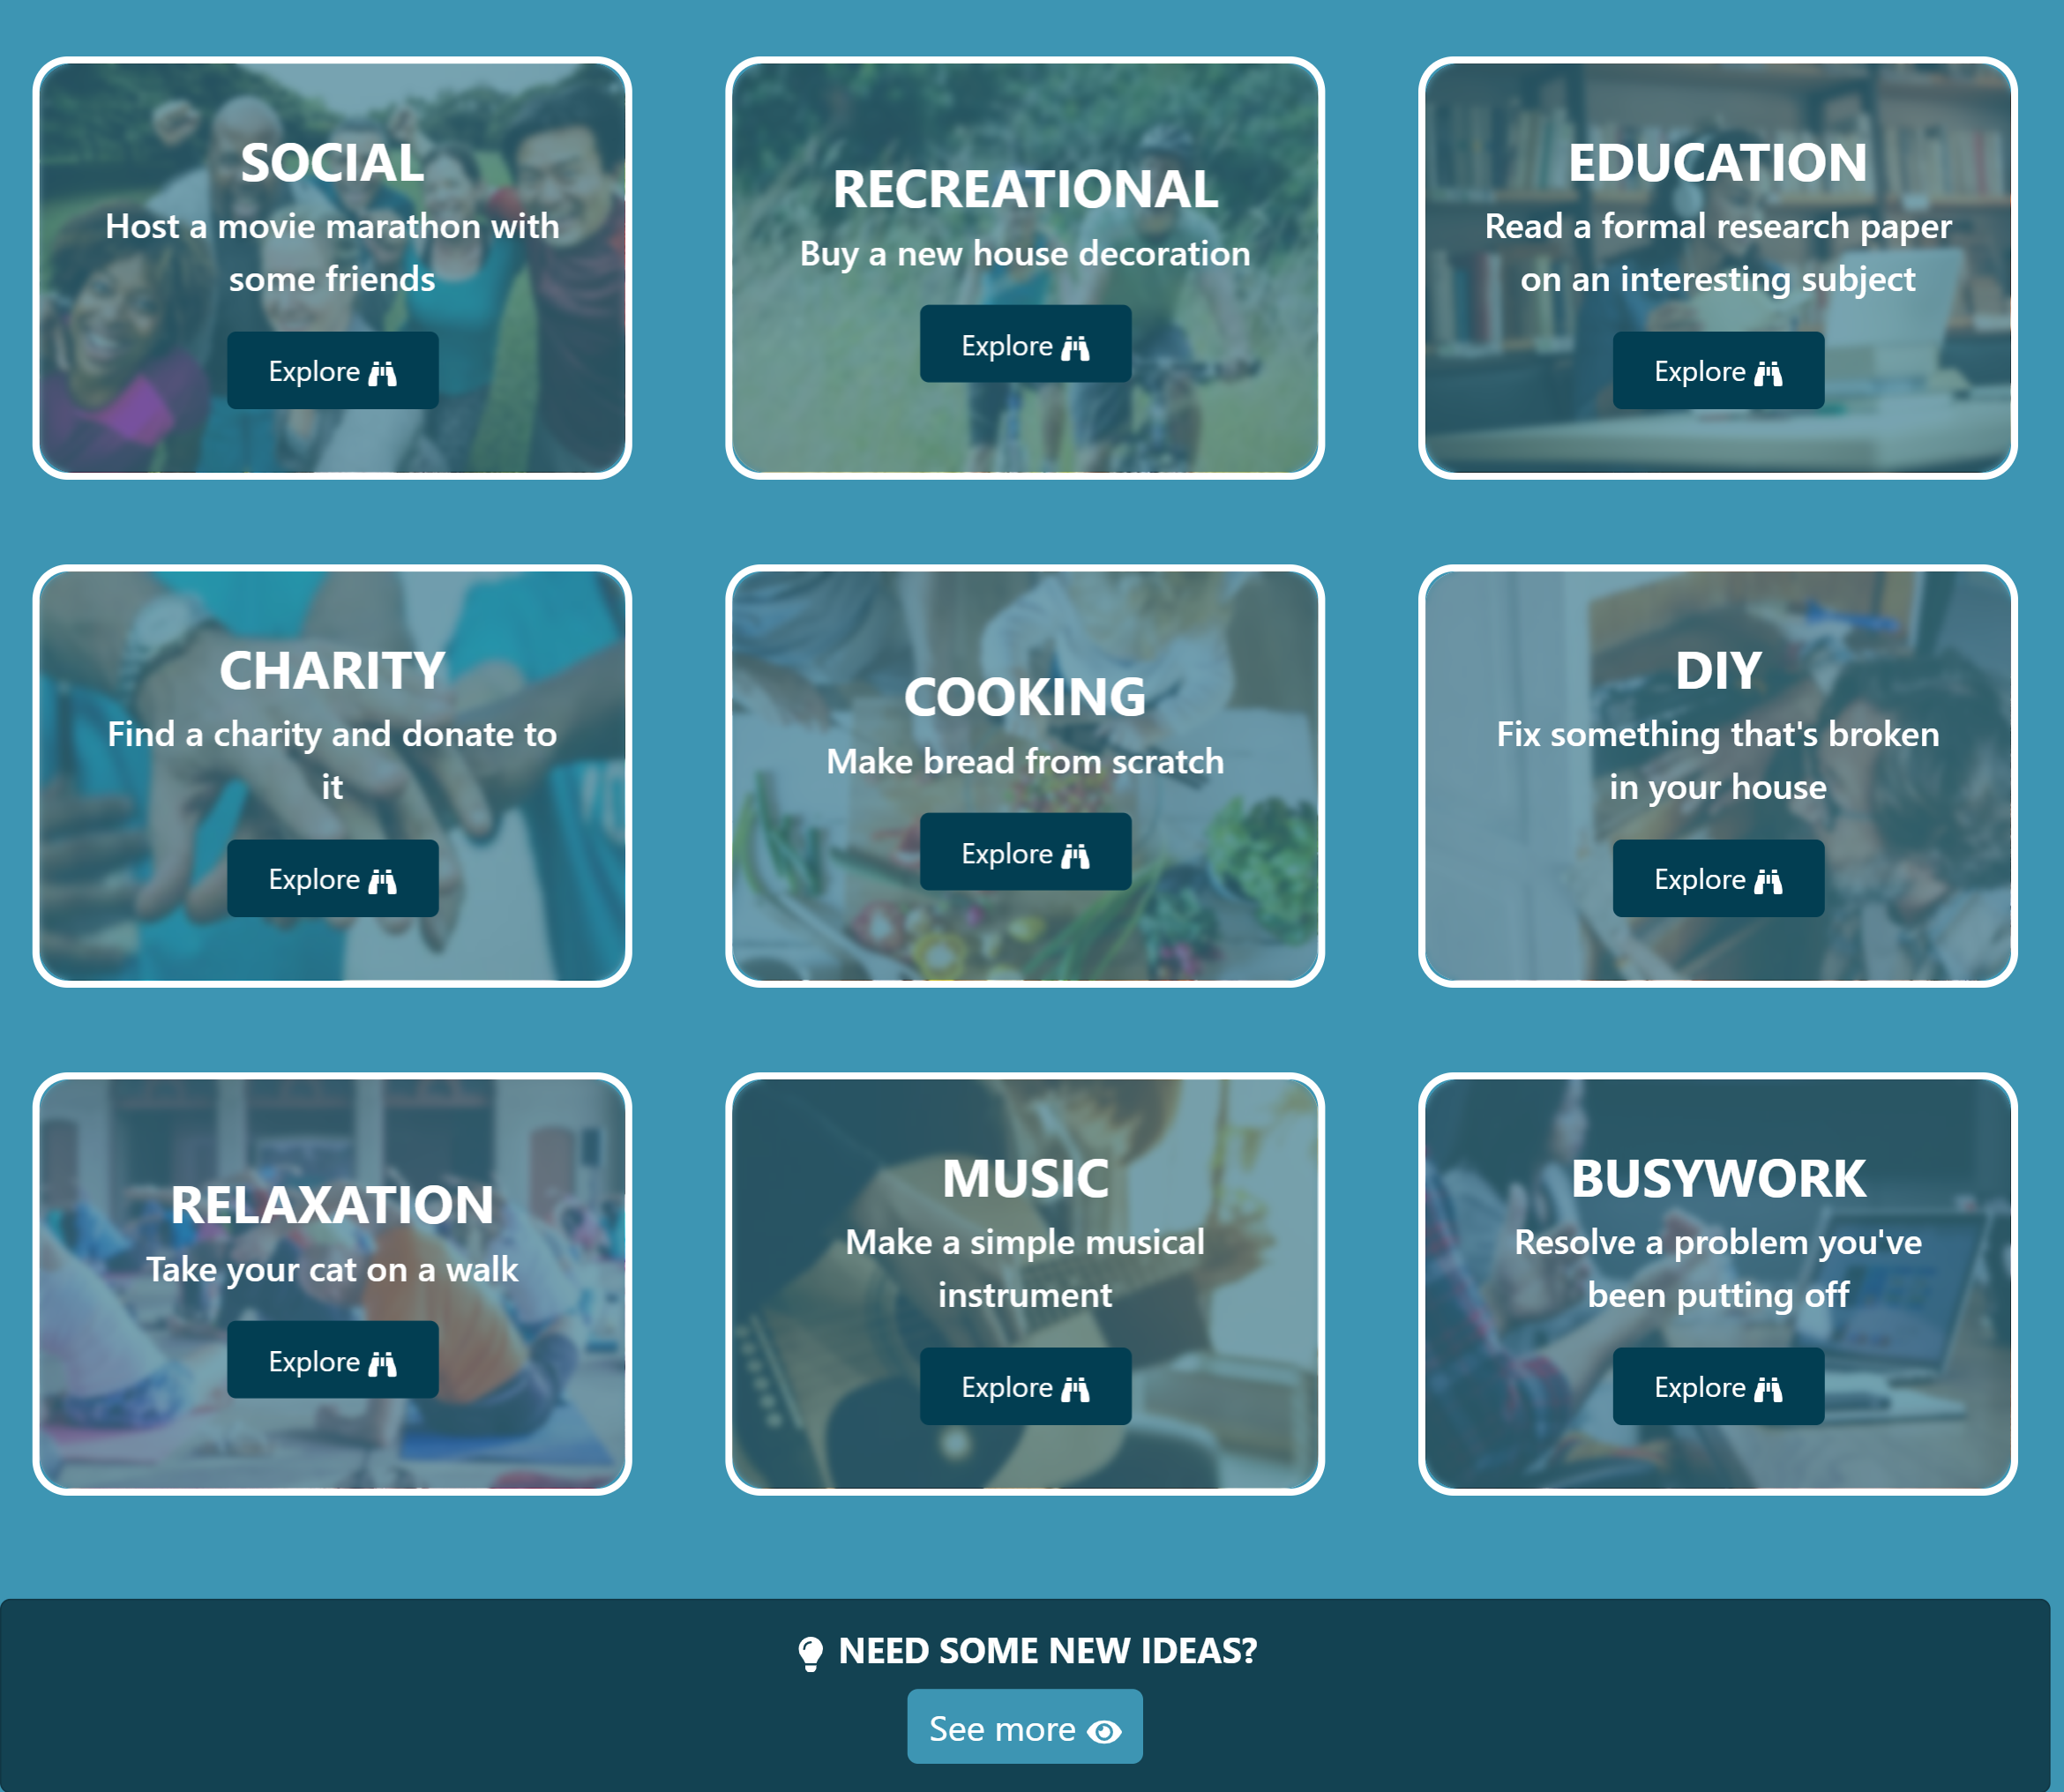 SOCIAL
Host a movie marathon with
some friends
Explore
RECREATIONAL
Buy a new house decoration
Explore
EDUCATION
Read a formal research paper
on an interesting subject
Explore
CHARITY
Find a charity and donate to
it
Explore
COOKING
Make bread from scratch
Explore
DIY
Fix something that's broken
in your house
Explore
RELAXATION
Take your cat on a walk
Explore
MUSIC
Make a simple musical
instrument
Explore
BUSYWORK
Resolve a problem you've
been putting off
Explore
NEED SOME NEW IDEAS?
See more